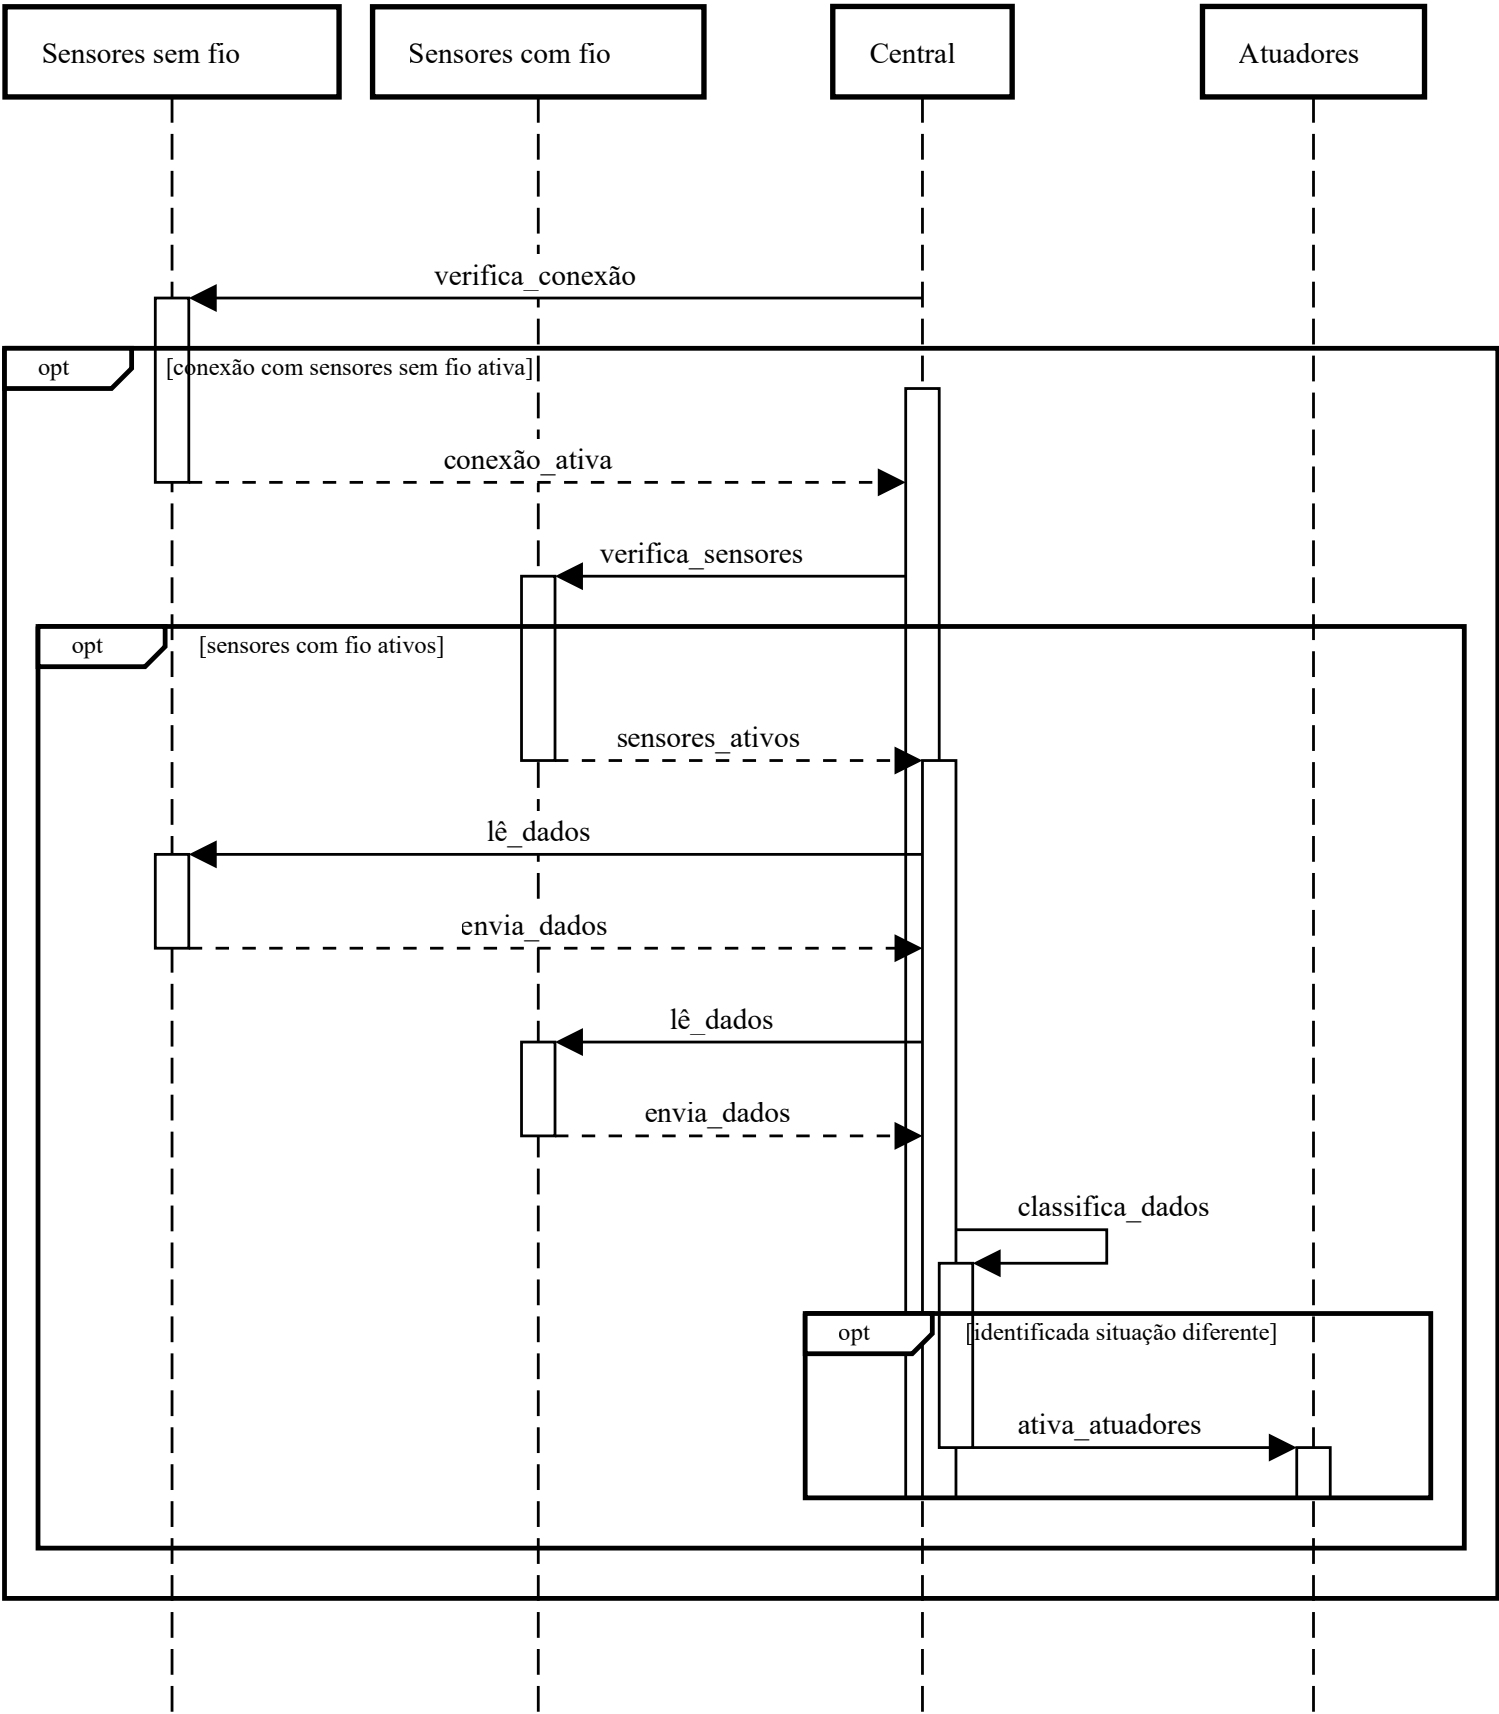 Sensores sem fio
Sensores com fio
Central
Atuadores
verifica_conexão
opt
[conexão com sensores sem fio ativa]
conexão_ativa
verifica_sensores
opt
[sensores com fio ativos]
sensores_ativos
lê_dados
envia_dados
lê_dados
envia_dados
classifica_dados
opt
[identificada situação diferente]
ativa_atuadores